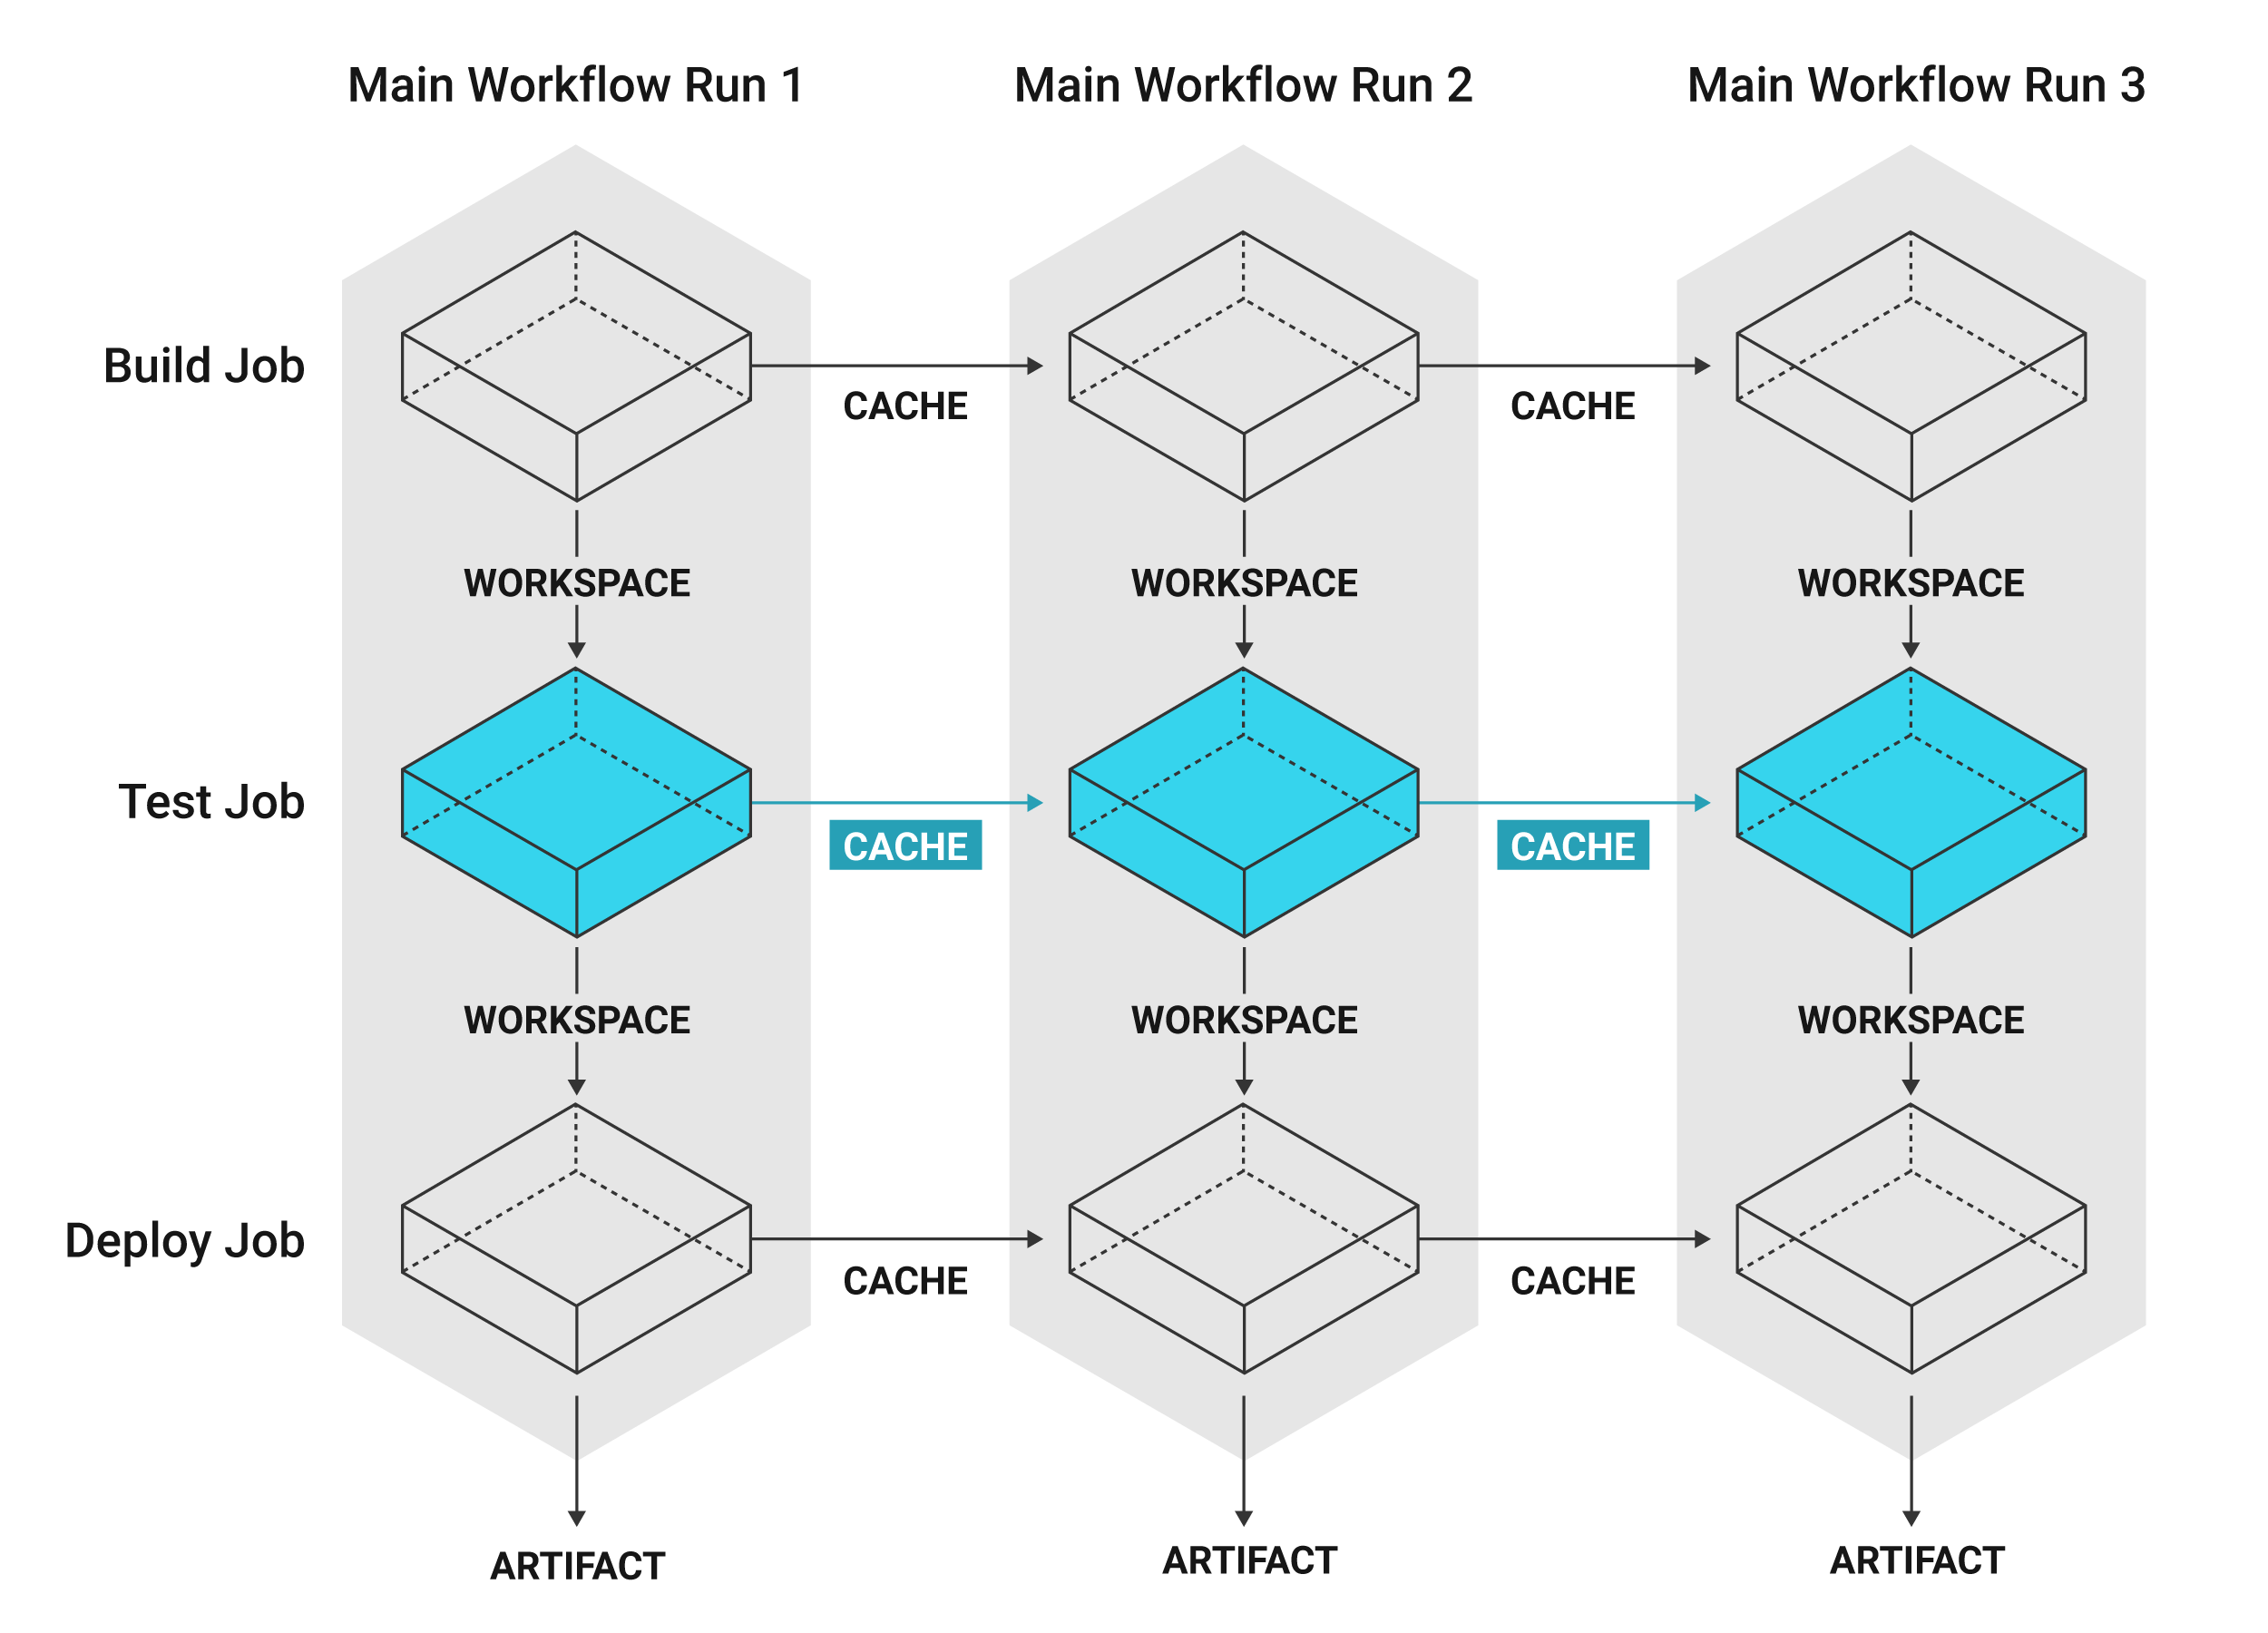 Main Workflow Run 1
Main Workflow Run 2
Main Workflow Run 3
Build Job
CACHE
CACHE
WORKSPACE
WORKSPACE
WORKSPACE
Test Job
CACHE
CACHE
WORKSPACE
WORKSPACE
WORKSPACE
Deploy Job
CACHE
CACHE
ARTIFACT
ARTIFACT
ARTIFACT